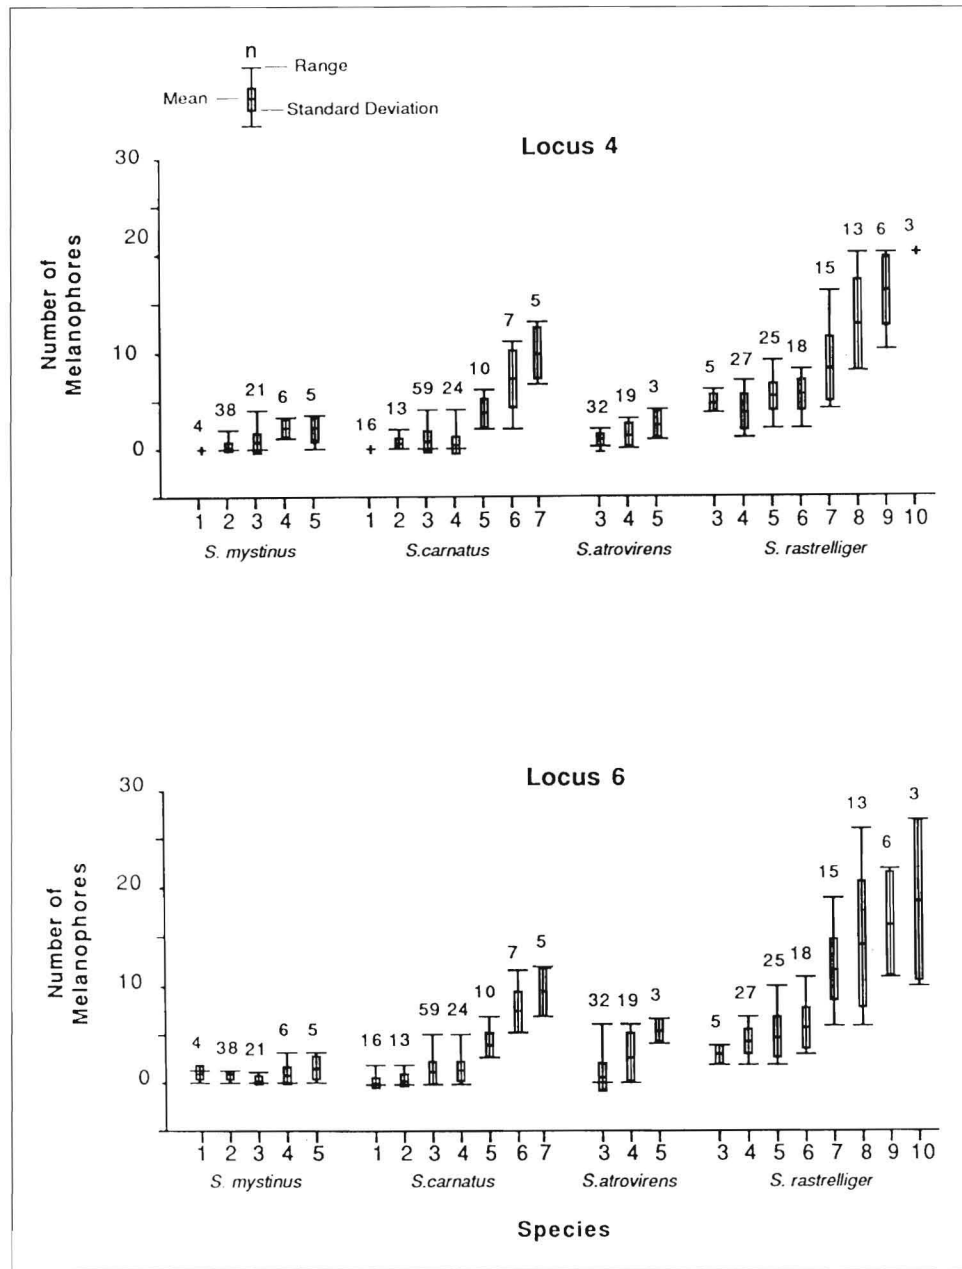 n
Range
Mean
Standard Deviation
Locus 4
Number of
Melanophores
30
20
10
0
4 38 21 6 5
16 13 59 24 10 7 5
32 19 3
5 27 25 18 15 13 6 3
1 2 3 4 5 1 2 3 4 5 6 7 3 4 5 3 4 5 6 7 8 9 10
S. mystinus S.carnatus S.atrovirens S. rastrelliger
Locus 6
Number of
Melanophores
30
20
10
0
4 38 21 6 5
16 13 59 24 10 7 5
32 19 3
5 27 25 18 15 13 6 3
1 2 3 4 5 1 2 3 4 5 6 7 3 4 5 3 4 5 6 7 8 9 10
S. mystinus S.carnatus S.atrovirens S. rastrelliger
Species